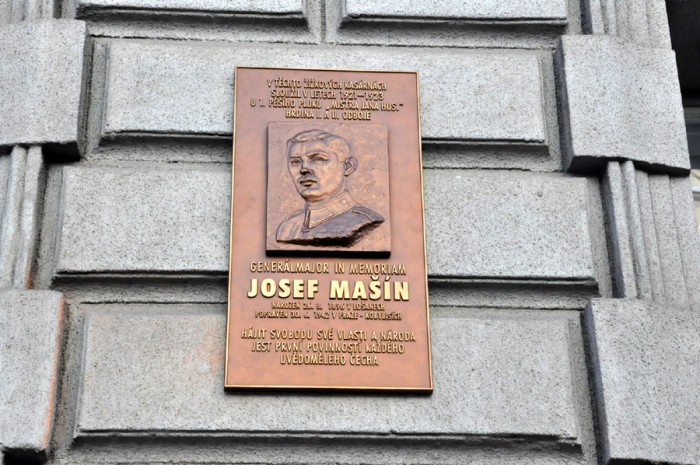 V TĚCHTO ŽIŽKOVÝCH KASÁRNÁCH
SLOUŽIL V LETECH 1921—1923
U 1. PĚŠÍHO PLUKU „MISTRA JANA HUSI“
HRDINA I. A II. ODBOJE
GENERÁLMAJOR IN MEMORIAM
JOSEF MAŠÍN
NAROZEN 26. 8. 1896 V LOŠANECH
POPRAVEN 30. 6. 1942 V PRAZE - KOBYLISÍCH
HÁJIT SVOBODU SVÉ VLASTI A NÁRODA
JEST PRVNÍ POVINNOSTÍ KAŽDÉHO
UVĚDOMĚLÉHO ČECHA